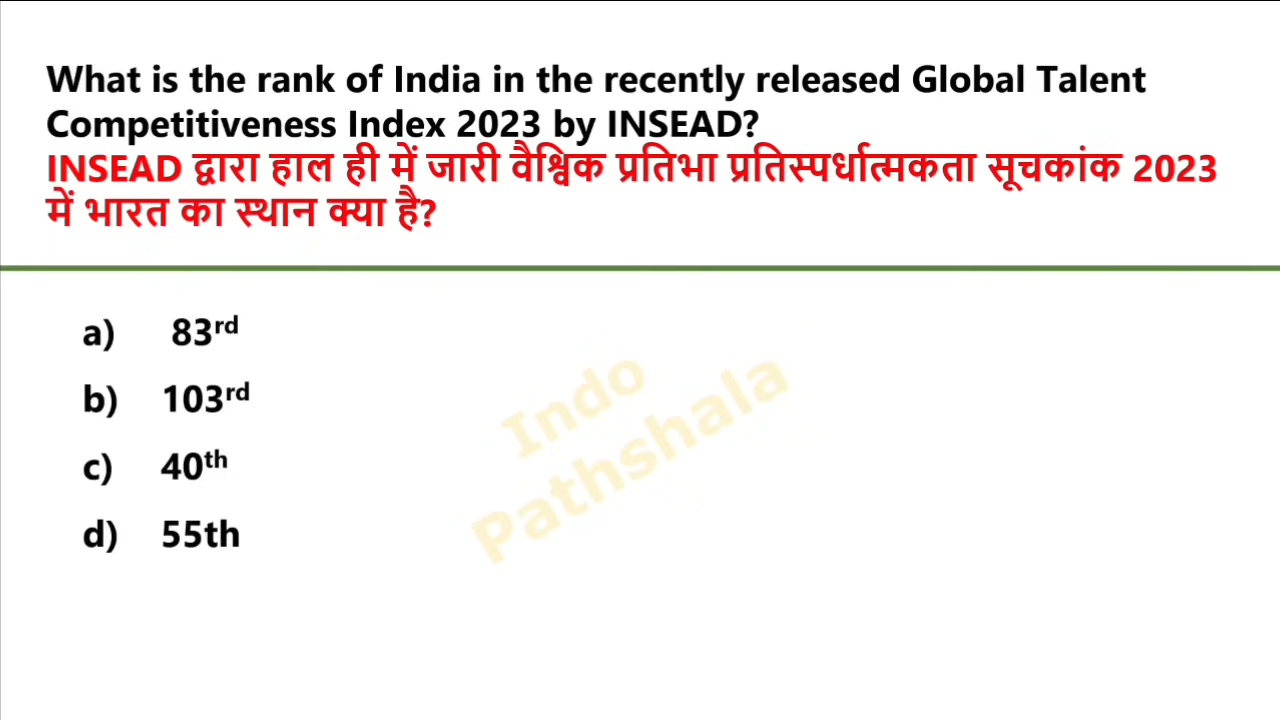 What is the rank of India in the recently released Global Talent
Competitiveness Index 2023 by INSEAD?
INSEAD द्वारा हाल ही में जारी वैश्विक प्रतिभा प्रतिस्पर्धात्मकता सूचकांक 2023
में भारत का स्थान क्या है?
a) 83rd
b) 103rd
c) 40th
d) 55th
Indo
Pathshala